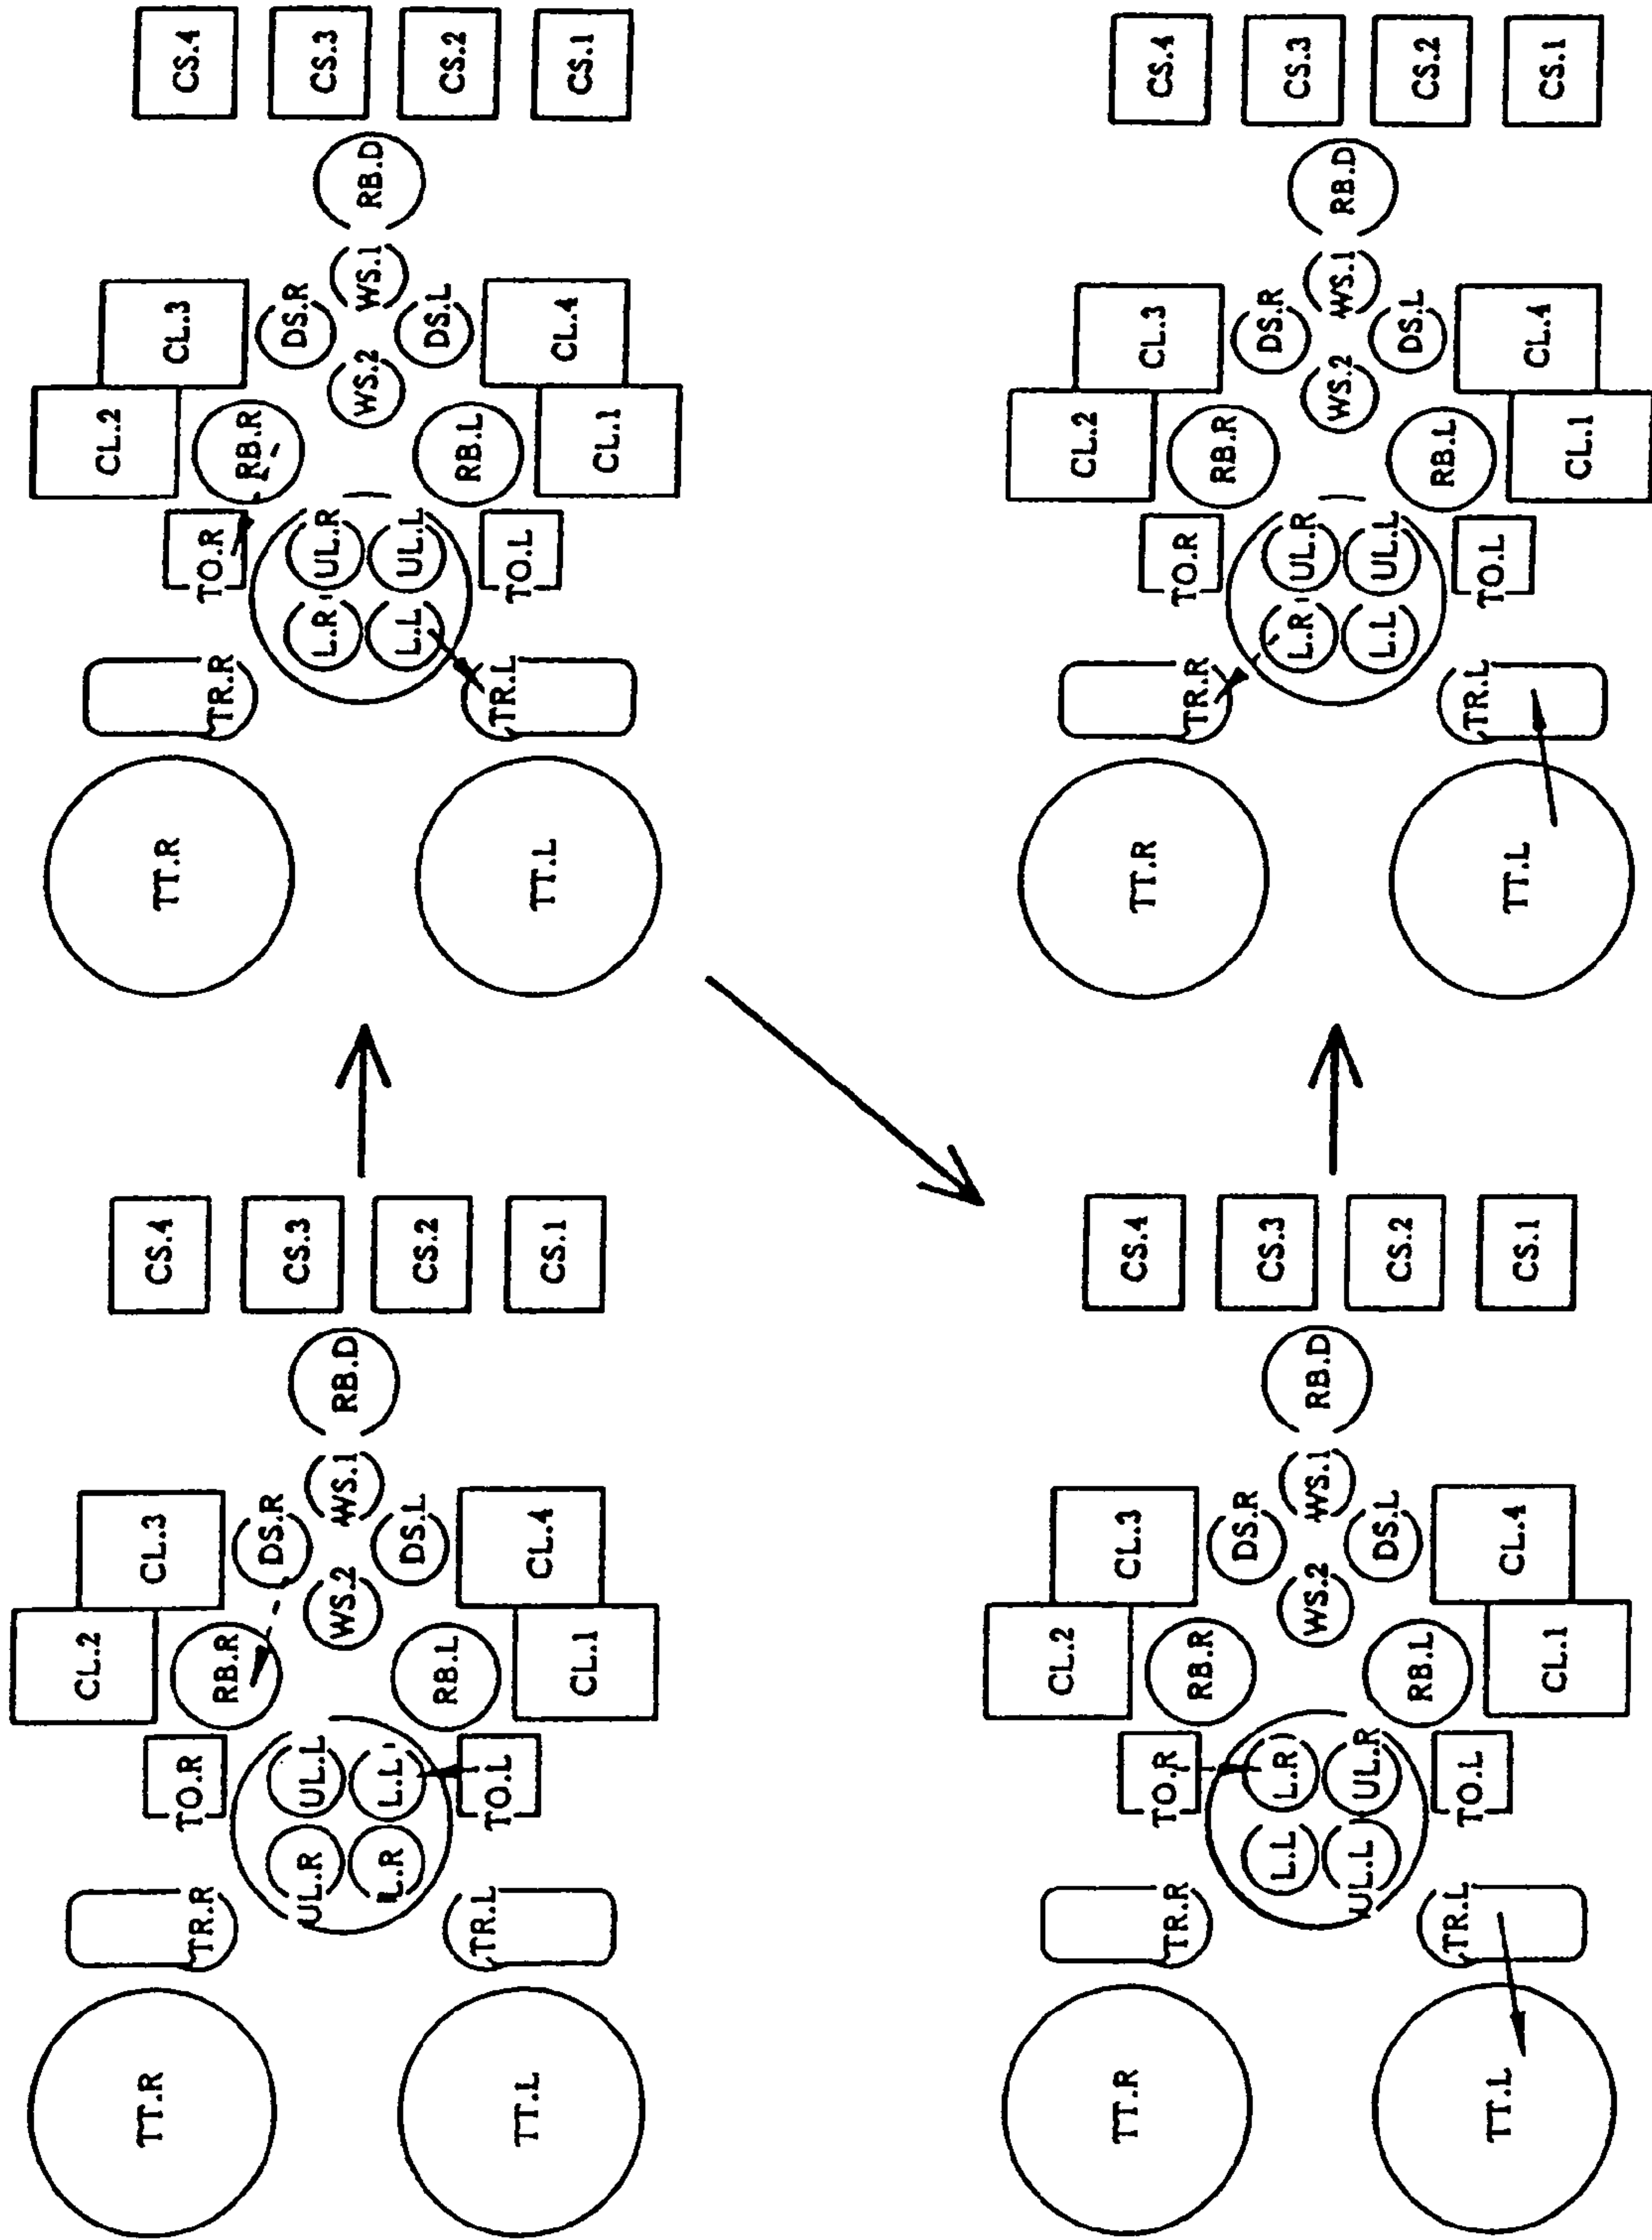 CL.2
CL.3
CS.4
TT.R
TR.R
TO.R
RB.R
DS.R
CS.3
UL.R
UL.L
WS.2
WS.1
RB.D
L.R
L.L
CS.2
TR.L
RB.L
DS.L
TT.L
TO.L
CL.4
CL.1
CS.1
CL.2
CL.3
CS.4
TT.R
TR.R
TO.R
RB.R
DS.R
CS.3
L.R
UL.R
WS.2
WS.1
RB.D
L.L
UL.L
CS.2
TR.L
RB.L
DS.L
TT.L
TO.L
CL.4
CL.1
CS.1
CL.2
CL.3
CS.4
TT.R
TR.R
TO.R
RB.R
DS.R
CS.3
L.L
L.R
WS.2
WS.1
RB.D
UL.L
UL.R
CS.2
TR.L
RB.L
DS.L
TT.L
TO.L
CL.4
CL.1
CS.1
CL.2
CL.3
CS.4
TT.R
TR.R
TO.R
RB.R
DS.R
CS.3
L.R
UL.R
WS.2
WS.1
RB.D
L.L
UL.L
CS.2
TR.L
RB.L
DS.L
TT.L
TO.L
CL.4
CL.1
CS.1